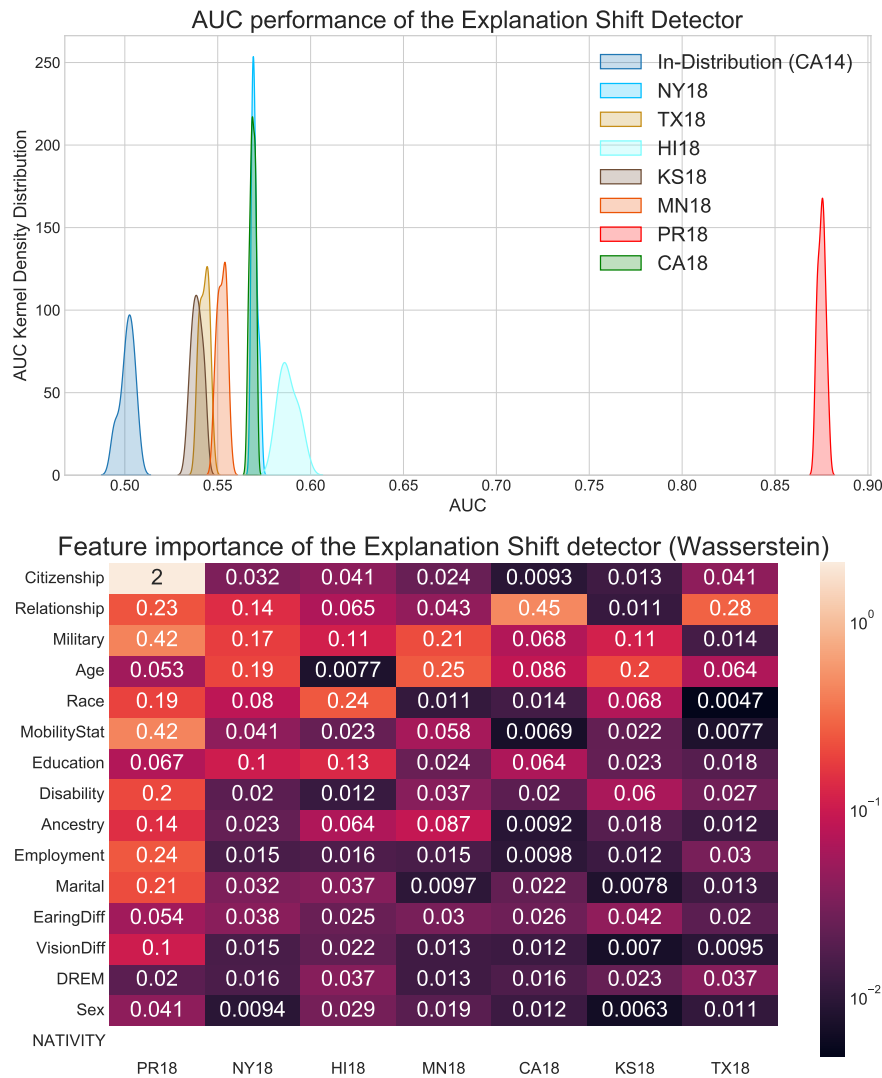 AUC performance of the Explanation Shift Detector
AUC Kernel Density Distribution
250
200
150
100
50
0
In-Distribution (CA14)
NY18
TX18
HI18
KS18
MN18
PR18
CA18
0.50 0.55 0.60 0.65 0.70 0.75 0.80 0.85 0.90
AUC
Feature importance of the Explanation Shift detector (Wasserstein)
Citizenship 2 0.032 0.041 0.024 0.0093 0.013 0.041
Relationship 0.23 0.14 0.065 0.043 0.45 0.011 0.28
Military 0.42 0.17 0.11 0.21 0.068 0.11 0.014
Age 0.053 0.19 0.0077 0.25 0.086 0.2 0.064
Race 0.19 0.08 0.24 0.011 0.014 0.068 0.0047
MobilityStat 0.42 0.041 0.023 0.058 0.0069 0.022 0.0077
Education 0.067 0.1 0.13 0.024 0.064 0.023 0.018
Disability 0.2 0.02 0.012 0.037 0.02 0.06 0.027
Ancestry 0.14 0.023 0.064 0.087 0.0092 0.018 0.012
Employment 0.24 0.015 0.016 0.015 0.0098 0.012 0.03
Marital 0.21 0.032 0.037 0.0097 0.022 0.0078 0.013
EaringDiff 0.054 0.038 0.025 0.03 0.026 0.042 0.02
VisionDiff 0.1 0.015 0.022 0.013 0.012 0.007 0.0095
DREM 0.02 0.016 0.037 0.013 0.016 0.023 0.037
Sex 0.041 0.0094 0.029 0.019 0.012 0.0063 0.011
NATIVITY
PR18 NY18 HI18 MN18 CA18 KS18 TX18
10⁰
10⁻¹
10⁻²